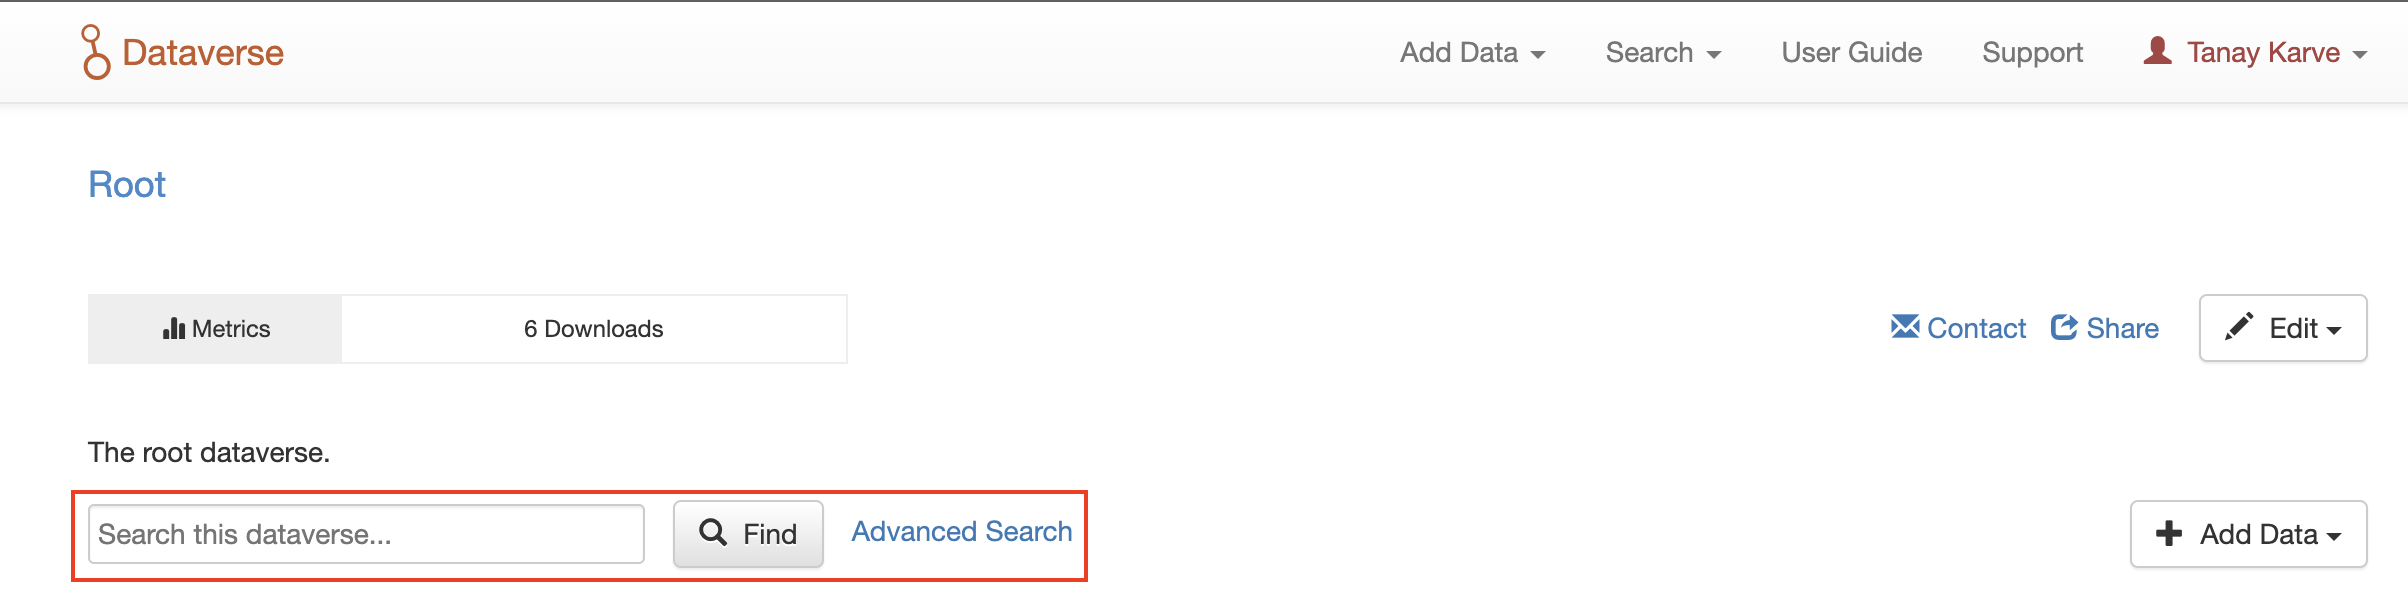 Dataverse Add Data Search User Guide Support Tanay Karve
Root
Metrics 6 Downloads Contact Share Edit
The root dataverse.
Search this dataverse... Find Advanced Search Add Data